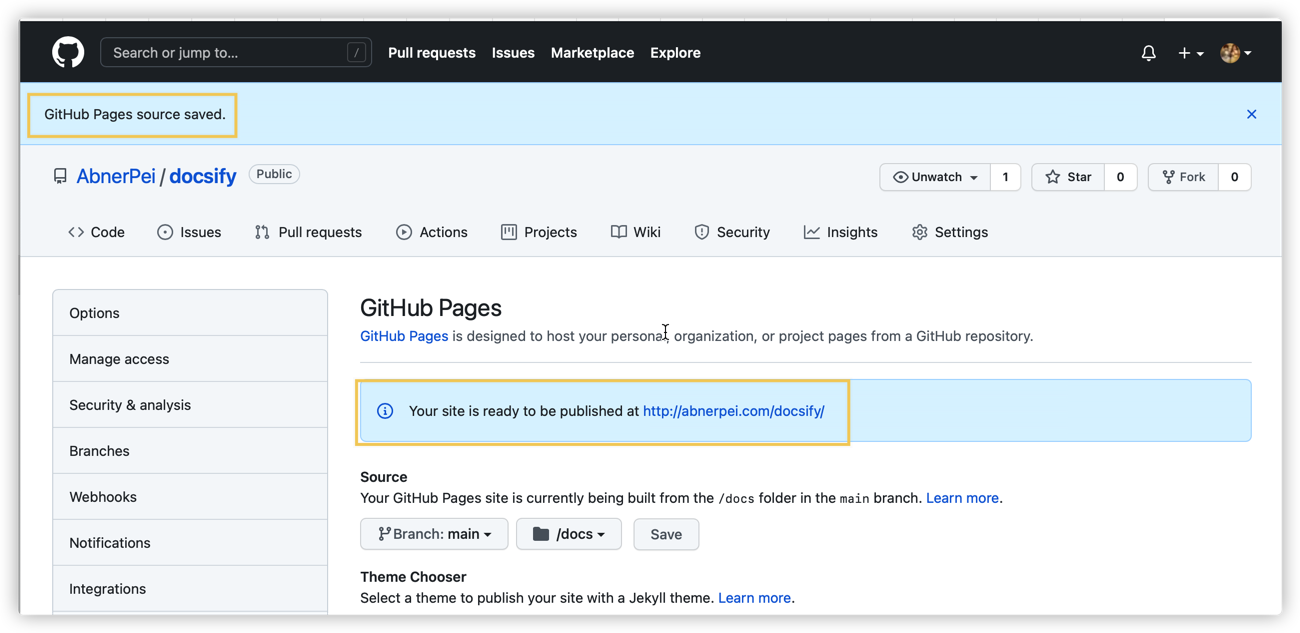 Search or jump to... / Pull requests Issues Marketplace Explore
GitHub Pages source saved.
AbnerPei / docsify Public Unwatch 1 Star 0 Fork 0
Code Issues Pull requests Actions Projects Wiki Security Insights Settings
Options
Manage access
Security & analysis
Branches
Webhooks
Notifications
Integrations
GitHub Pages
GitHub Pages is designed to host your personal, organization, or project pages from a GitHub repository.
Your site is ready to be published at http://abnerpei.com/docsify/
Source
Your GitHub Pages site is currently being built from the /docs folder in the main branch. Learn more.
Branch: main /docs Save
Theme Chooser
Select a theme to publish your site with a Jekyll theme. Learn more.